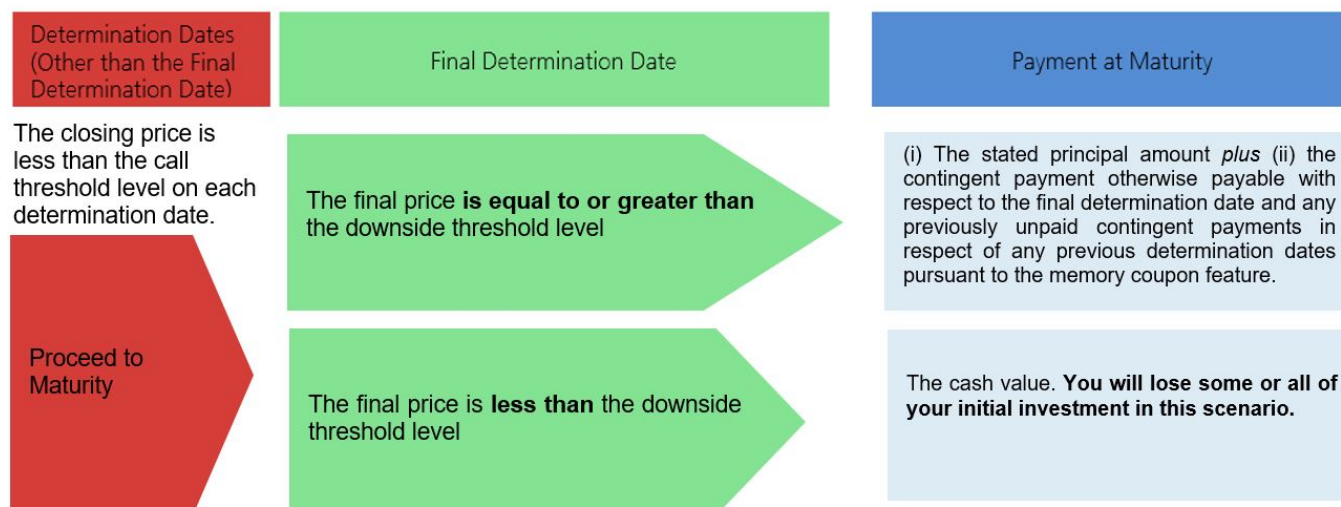 Determination Dates
(Other than the Final
Determination Date)
Final Determination Date
Payment at Maturity
The closing price is
less than the call
threshold level on each
determination date.
Proceed to
Maturity
The final price is equal to or greater than
the downside threshold level
(i) The stated principal amount plus (ii) the
contingent payment otherwise payable with
respect to the final determination date and any
previously unpaid contingent payments in
respect of any previous determination dates
pursuant to the memory coupon feature.
The final price is less than the downside
threshold level
The cash value. You will lose some or all of
your initial investment in this scenario.